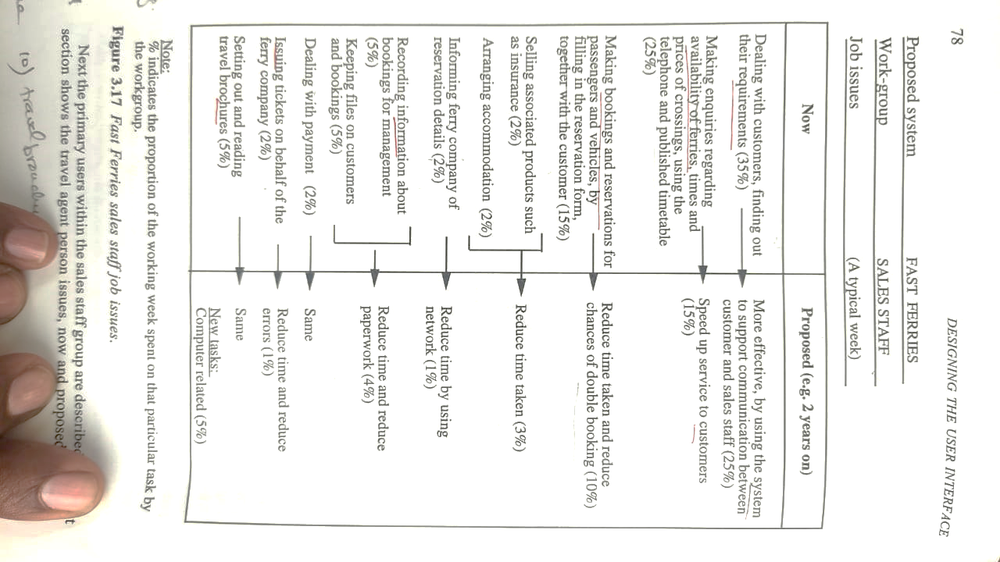 78
DESIGNING THE USER INTERFACE
Proposed system FAST FERRIES
Work-group SALES STAFF
Job issues (A typical week)
Now
Proposed (e.g. 2 years on)
Dealing with customers, finding out
their requirements (35%)
More effective, by using the system
to support communication between
customer and sales staff (25%)
Making enquiries regarding
availability of ferries, times and
prices of crossings, using the
telephone and published timetable
(25%)
Speed up service to customers
(15%)
Making bookings and reservations for
passengers and vehicles, by
filling in the reservation form,
together with the customer (15%)
Reduce time taken and reduce
chances of double booking (10%)
Selling associated products such
as insurance (2%)
Arranging accommodation (2%)
Reduce time taken (3%)
Informing ferry company of
reservation details (2%)
Reduce time by using
network (1%)
Recording information about
bookings for management
(5%)
Keeping files on customers
and bookings (5%)
Reduce time and reduce
paperwork (4%)
Dealing with payment (2%)
Same
Issuing tickets on behalf of the
ferry company (2%)
Reduce time and reduce
errors (1%)
Setting out and reading
travel brochures (5%)
Same
New tasks:
Computer related (5%)
Note:
% indicates the proportion of the working week spent on that particular task by
the workgroup.
Figure 3.17 Fast Ferries sales staff job issues.
Next the primary users within the sales staff group are described
section shows the travel agent person issues, now and proposed
10) travel